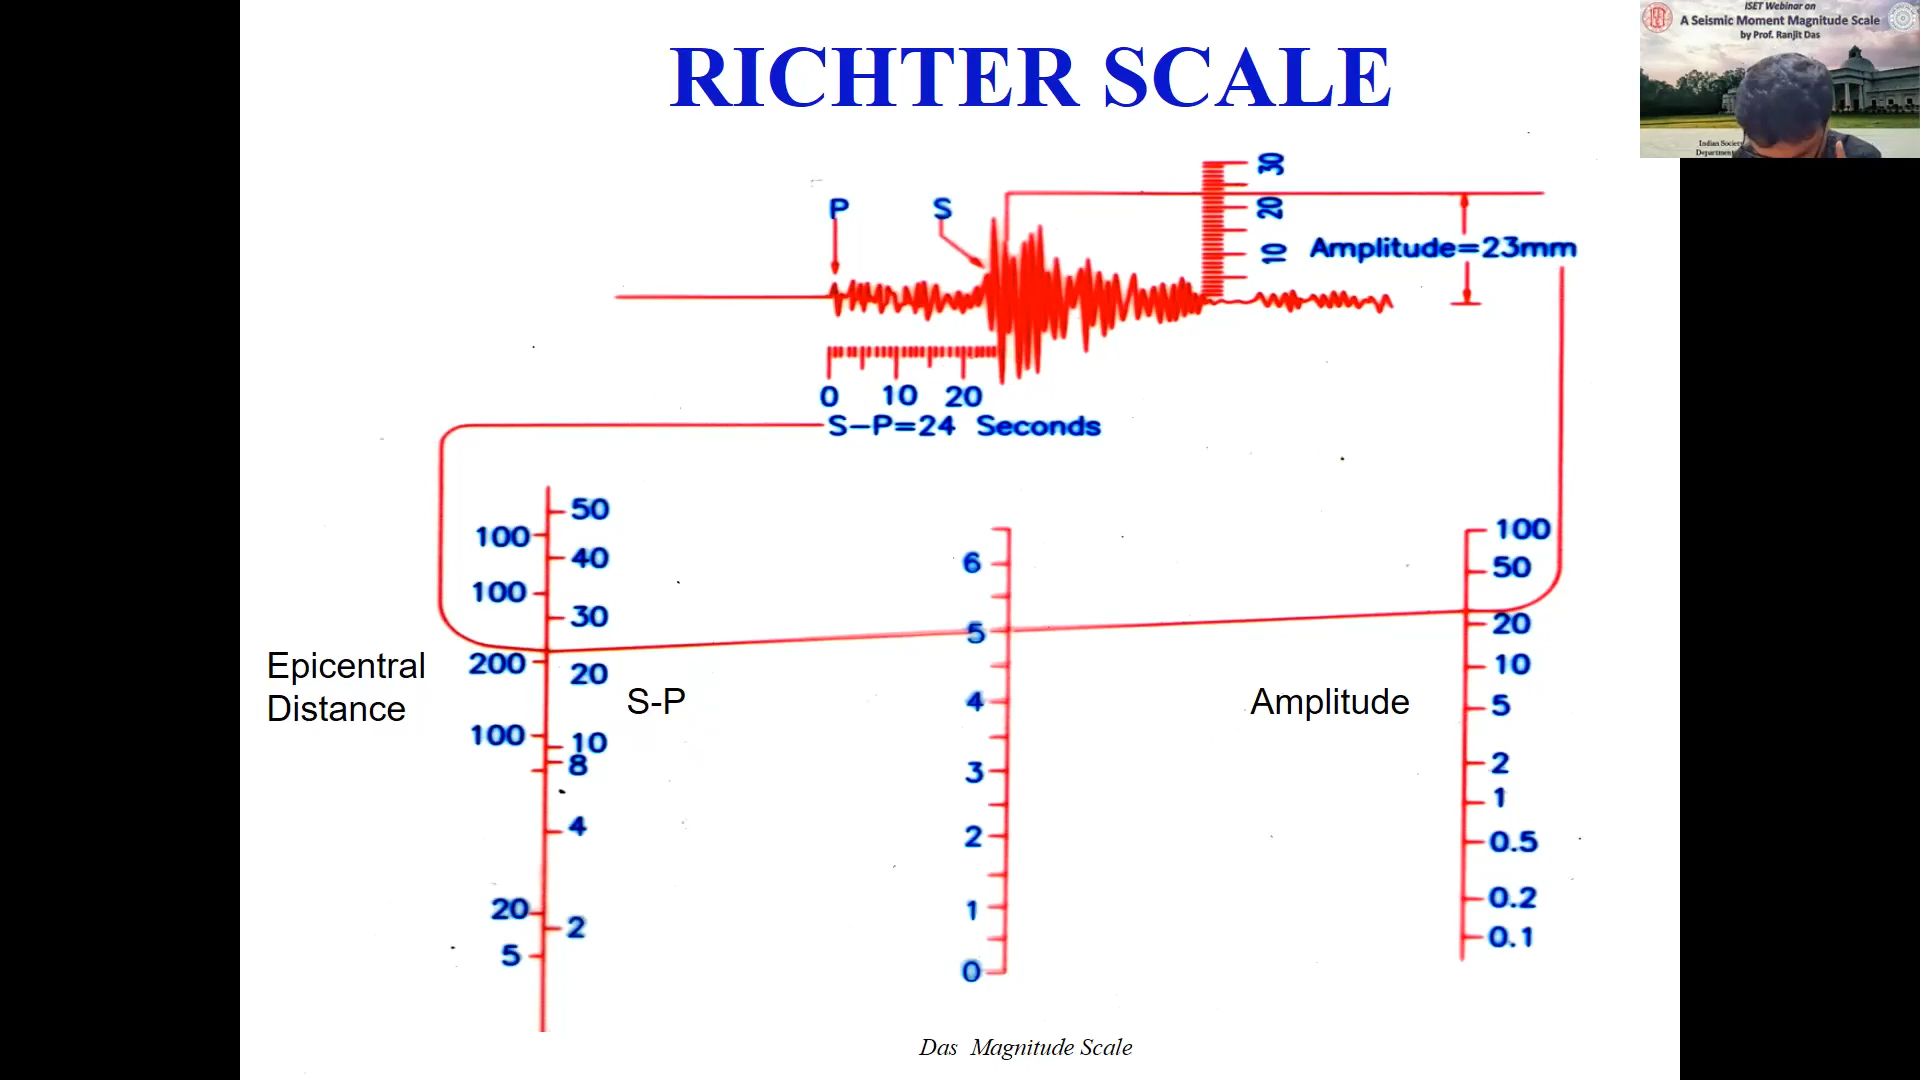 RICHTER SCALE
ISET Webinar on
A Seismic Moment Magnitude Scale
by Prof. Ranjit Das
Indian Society
Department
P
S
30
20
10
Amplitude=23mm
0 10 20
S-P=24 Seconds
Epicentral
Distance
100
100
200
100
20
5
50
40
30
20
10
8
4
2
S-P
6
5
4
3
2
1
0
Amplitude
100
50
20
10
5
2
1
0.5
0.2
0.1
Das Magnitude Scale